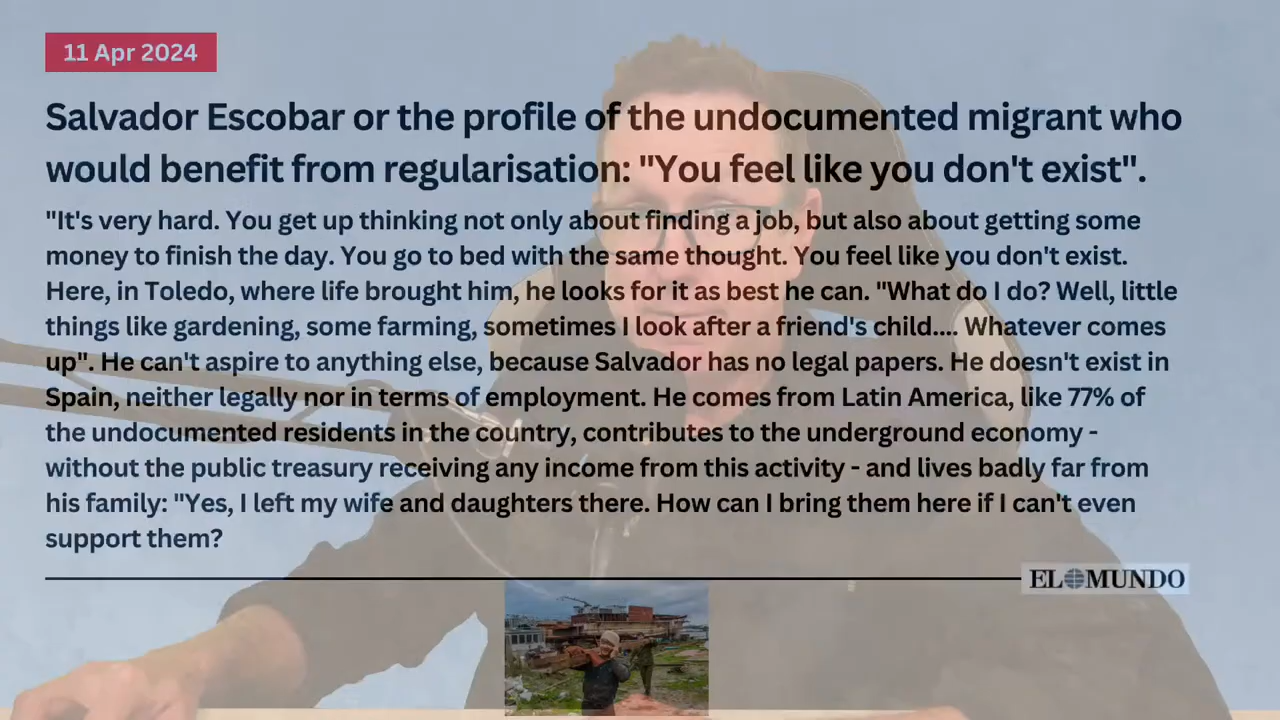 11 Apr 2024
Salvador Escobar or the profile of the undocumented migrant who
would benefit from regularisation: "You feel like you don't exist".
"It's very hard. You get up thinking not only about finding a job, but also about getting some
money to finish the day. You go to bed with the same thought. You feel like you don't exist.
Here, in Toledo, where life brought him, he looks for it as best he can. "What do I do? Well, little
things like gardening, some farming, sometimes I look after a friend's child.... Whatever comes
up". He can't aspire to anything else, because Salvador has no legal papers. He doesn't exist in
Spain, neither legally nor in terms of employment. He comes from Latin America, like 77% of
the undocumented residents in the country, contributes to the underground economy -
without the public treasury receiving any income from this activity - and lives badly far from
his family: "Yes, I left my wife and daughters there. How can I bring them here if I can't even
support them?
EL MUNDO